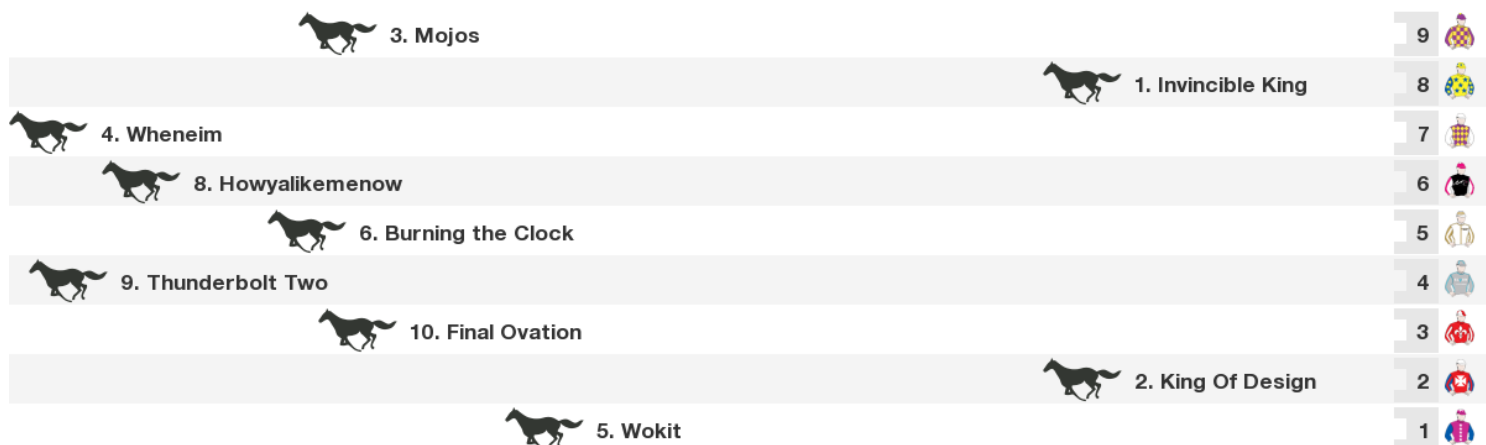 3. Mojos 9
1. Invincible King 8
4. Wheneim 7
8. Howyalikemenow 6
6. Burning the Clock 5
9. Thunderbolt Two 4
10. Final Ovation 3
2. King Of Design 2
5. Wokit 1